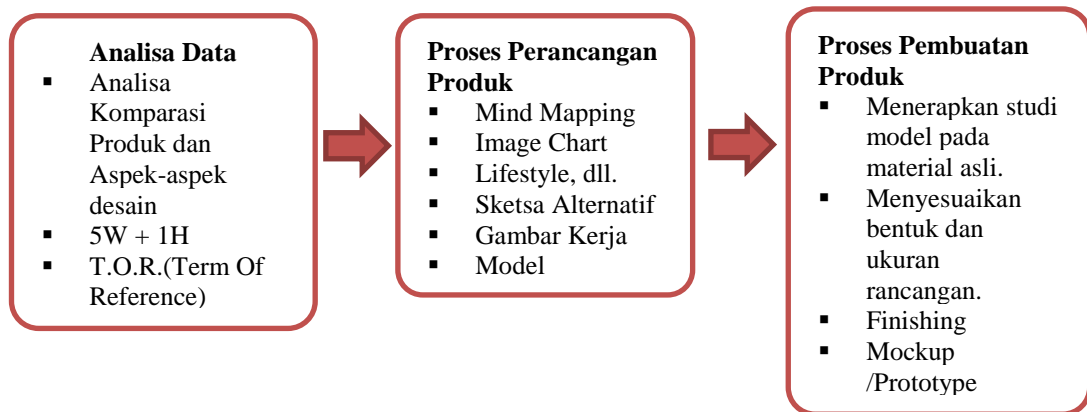 Analisa Data
▪ Analisa
Komparasi
Produk dan
Aspek-aspek
desain
▪ 5W + 1H
▪ T.O.R.(Term Of
Reference)
Proses Perancangan
Produk
▪ Mind Mapping
▪ Image Chart
▪ Lifestyle, dll.
▪ Sketsa Alternatif
▪ Gambar Kerja
▪ Model
Proses Pembuatan
Produk
▪ Menerapkan studi
model pada
material asli.
▪ Menyesuaikan
bentuk dan
ukuran
rancangan.
▪ Finishing
▪ Mockup
/Prototype